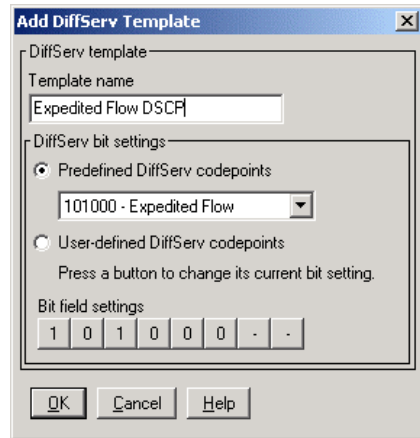 Add DiffServ Template
DiffServ template
Template name
Expedited Flow DSCP
DiffServ bit settings
Predefined DiffServ codepoints
101000 - Expedited Flow
User-defined DiffServ codepoints
Press a button to change its current bit setting.
Bit field settings
1 0 1 0 0 0 - -
OK Cancel Help